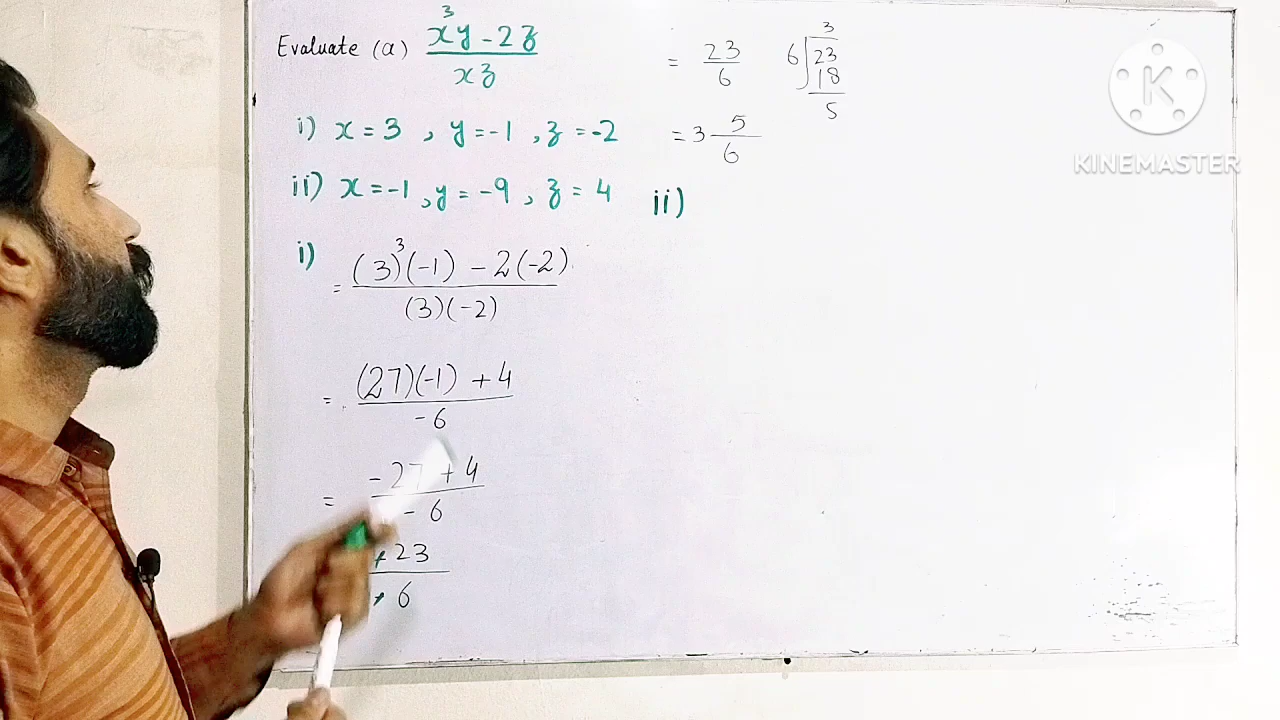 Evaluate (a) x³y - 2z / xz
i) x = 3 , y = -1 , z = -2
ii) x = -1 , y = -9 , z = 4
i)
= (3)³(-1) - 2(-2) / (3)(-2)
= (27)(-1) + 4 / -6
= -27 + 4 / -6
-23 / -6
= 23 / 6
3
6 23
18
5
= 3 5 / 6
ii)
K
KINEMASTER